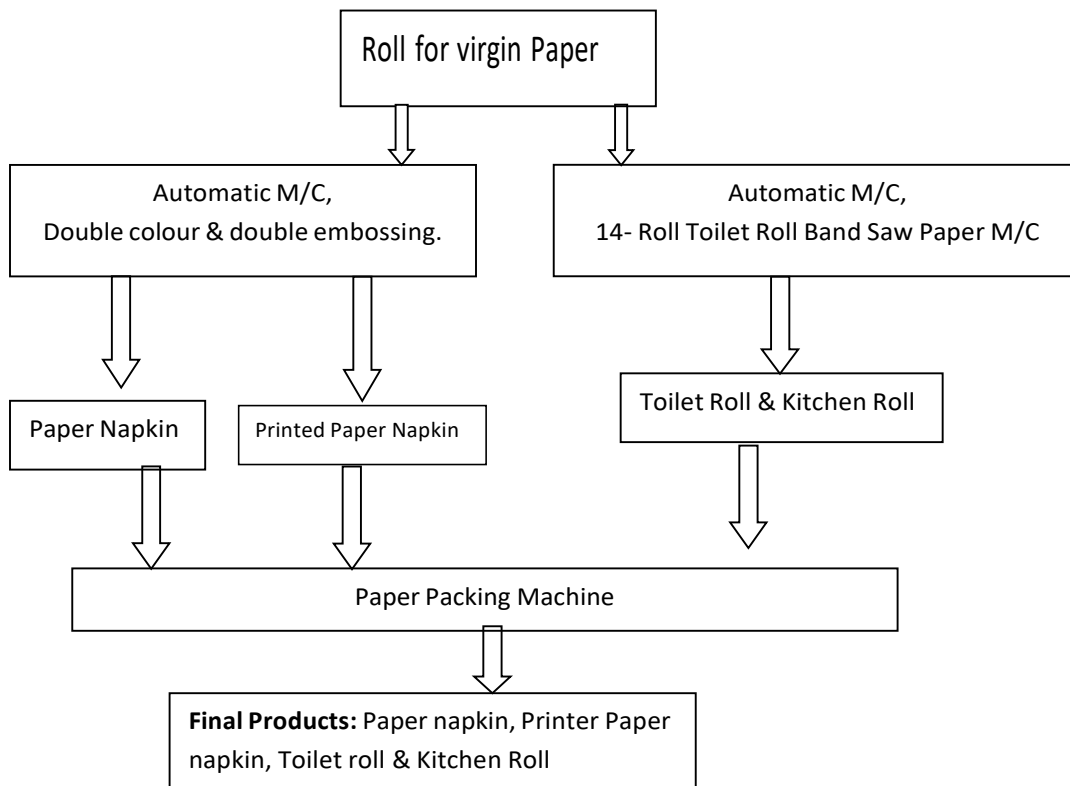 Roll for virgin Paper
Automatic M/C,
Double colour & double embossing.
Automatic M/C,
14- Roll Toilet Roll Band Saw Paper M/C
Paper Napkin
Printed Paper Napkin
Toilet Roll & Kitchen Roll
Paper Packing Machine
Final Products: Paper napkin, Printer Paper
napkin, Toilet roll & Kitchen Roll